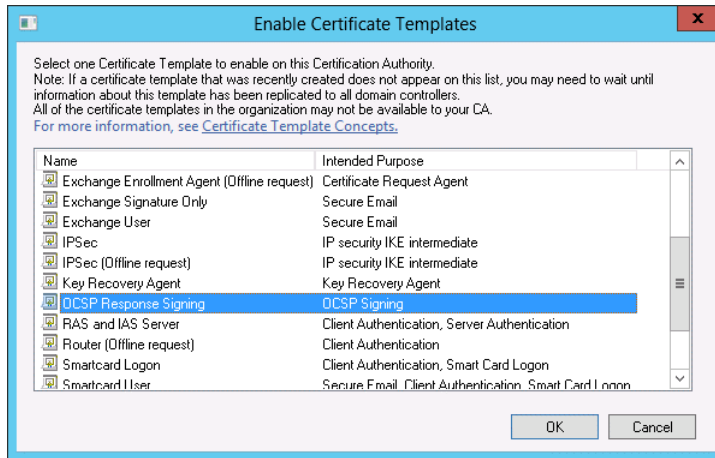 Enable Certificate Templates
x
Select one Certificate Template to enable on this Certification Authority.
Note: If a certificate template that was recently created does not appear on this list, you may need to wait until
information about this template has been replicated to all domain controllers.
All of the certificate templates in the organization may not be available to your CA.
For more information, see Certificate Template Concepts.
Name Intended Purpose
Exchange Enrollment Agent (Offline request) Certificate Request Agent
Exchange Signature Only Secure Email
Exchange User Secure Email
IPSec IP security IKE intermediate
IPSec (Offline request) IP security IKE intermediate
Key Recovery Agent Key Recovery Agent
OCSP Response Signing OCSP Signing
RAS and IAS Server Client Authentication, Server Authentication
Router (Offline request) Client Authentication
Smartcard Logon Client Authentication, Smart Card Logon
Smartcard User Secure Email, Client Authentication, Smart Card Logon
OK Cancel